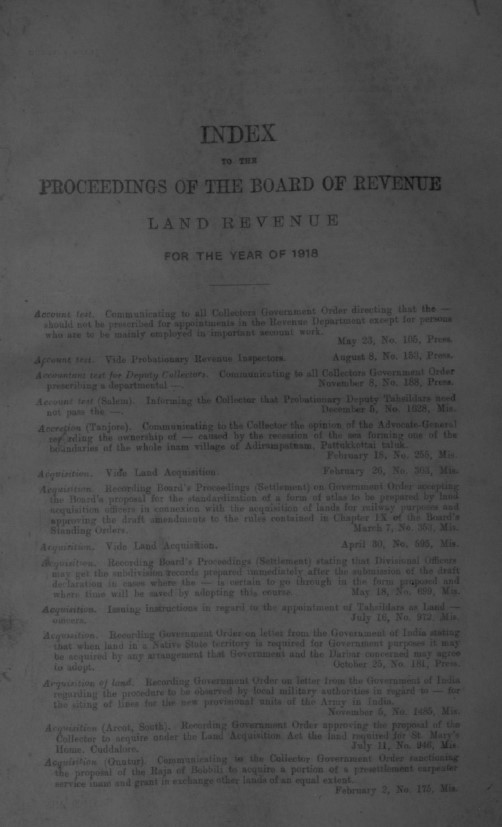 INDEX
TO THE
PROCEEDINGS OF THE BOARD OF REVENUE
LAND REVENUE
FOR THE YEAR OF 1918
Account test. Communicating to all Collectors Government Order directing that the —
should not be prescribed for appointments in the Revenue Department except for persons
who are to be mainly employed in important account work.
May 23, No. 105, Press.
Account test. Vide Probationary Revenue Inspectors. August 8, No. 130, Press.
Accountant test for Deputy Collectors. Communicating to all Collectors Government Order
prescribing a departmental —. November 8, No. 188, Press.
Account test (Salem). Informing the Collector that Probationary Deputy Tahsildars need
not pass the —. December 5, No. 1628, Mis.
Accretion (Tanjore). Communicating to the Collector the opinion of the Advocate-General
regarding the ownership of — caused by the recession of the sea forming one of the
boundaries of the whole inam village of Adirampatnam, Pattukkottai taluk.
February 18, No. 255, Mis.
Acquisition. Vide Land Acquisition. February 26, No. 304, Mis.
Acquisition. Recording Board's Proceedings (Settlement) on Government Order accepting
the Board's proposal for the standardization of a form of atlas to be prepared by land
acquisition officers in connection with the acquisition of lands for railway purposes and
approving the draft amendments to the rules contained in Chapter IX of the Board's
Standing Orders. March 7, No. 353, Mis.
Acquisition. Vide Land Acquisition. April 30, No. 595, Mis.
Acquisition. Recording Board's Proceedings (Settlement) stating that Divisional Officers
may get the subdivision records prepared immediately after the submission of the draft
declaration in cases where the — is certain to go through in the form proposed and
where time will be saved by adopting this course. May 18, No. 699, Mis.
Acquisition. Issuing instructions in regard to the appointment of Tahsildars as Land —
officers. July 16, No. 972, Mis.
Acquisition. Recording Government Order on letter from the Government of India stating
that when land in a Native State territory is required for Government purposes it may
be acquired by any arrangement that Government and the Darbar concerned may agree
to adopt. October 25, No. 181, Press.
Acquisition of land. Recording Government Order on letter from the Government of India
regarding the procedure to be observed by local military authorities in regard to — for
the siting of lines for the new provisional units of the Army in India.
November 5, No. 1485, Mis.
Acquisition (Arcot, South). Recording Government Order approving the proposal of the
Collector to acquire under the Land Acquisition Act the land required for St. Mary's
Home, Cuddalore. July 11, No. 946, Mis.
Acquisition (Guntur). Communicating to the Collector Government Order sanctioning
the proposal of the Raja of Bobbili to acquire a portion of a presettlement carpenter
service inam and grant in exchange other lands of an equal extent.
February 2, No. 175, Mis.